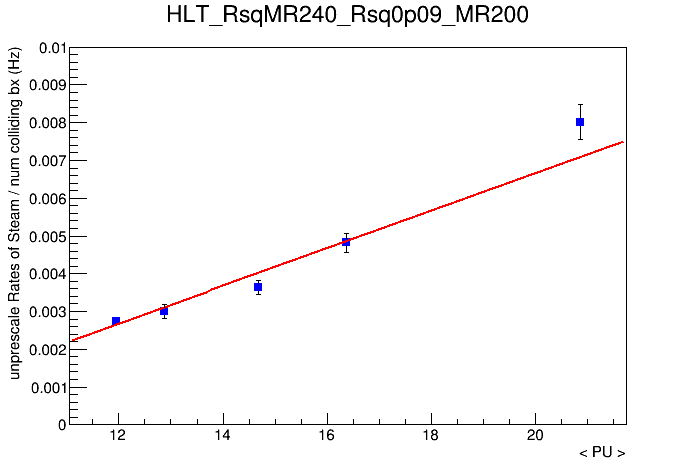 HLT_RsqMR240_Rsq0p09_MR200
unprescale Rates of Steam / num colliding bx (Hz)
0.01
0.009
0.008
0.007
0.006
0.005
0.004
0.003
0.002
0.001
0
12 14 16 18 20
< PU >